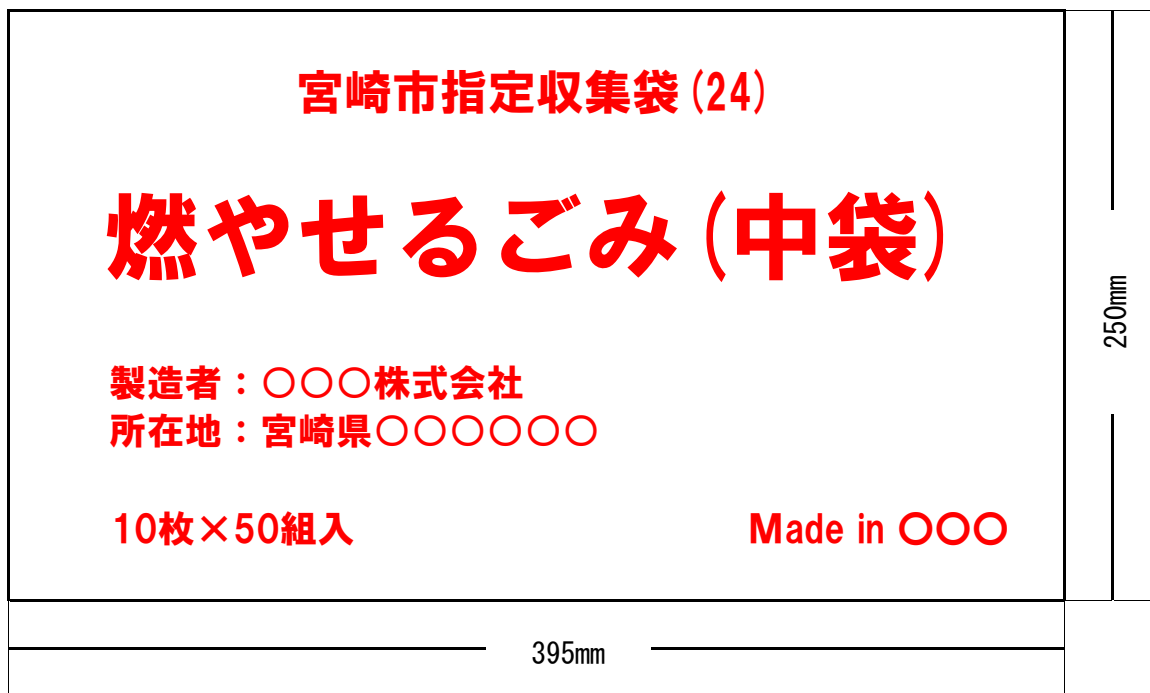 宮崎市指定収集袋(24)
燃やせるごみ(中袋)
製造者：○○○株式会社
所在地：宮崎県○○○○○○
10枚×50組入
Made in ○○○
250mm
395mm